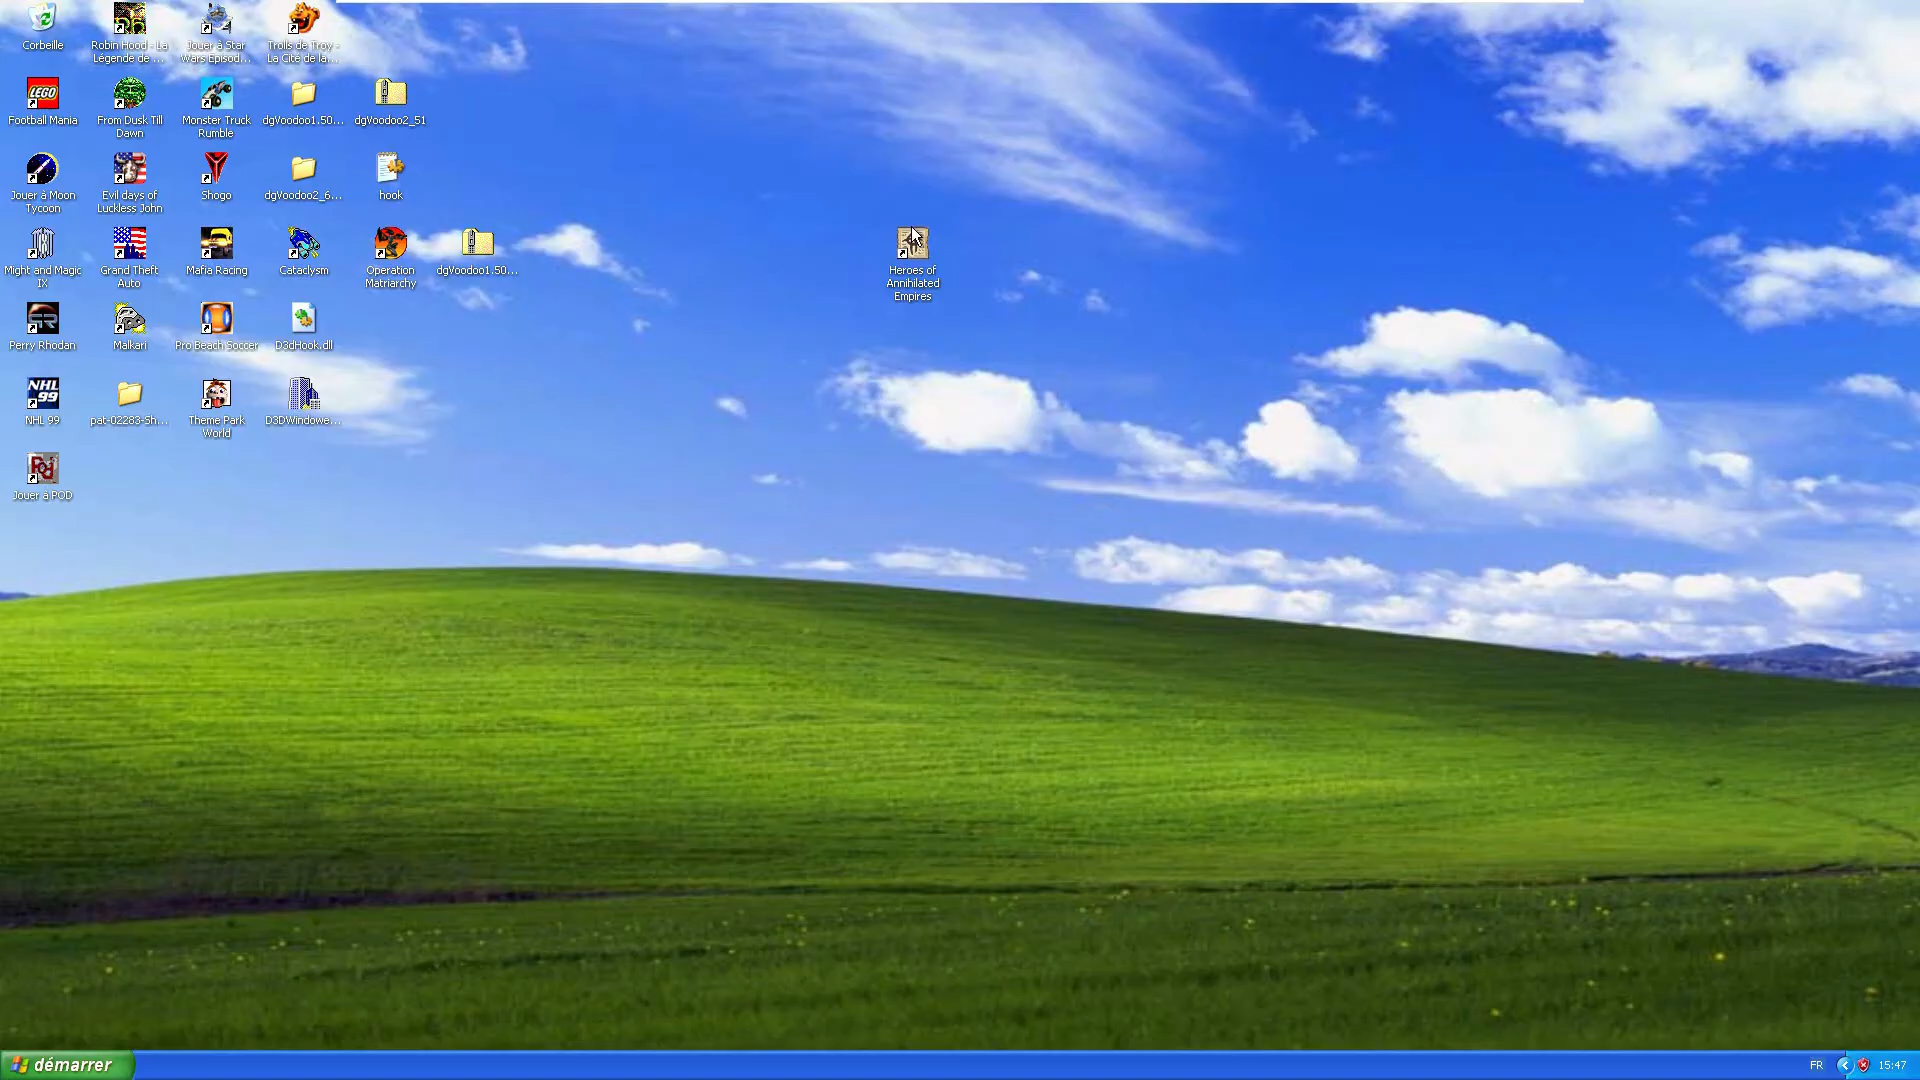 Corbeille
Robin Hood - La
Légende de ...
Jouer à Star
Wars Episod...
Trolls de Troy -
La Cité de la...
LEGO
Football Mania
From Dusk Till
Dawn
Monster Truck
Rumble
dgVoodoo1.50...
dgVoodoo2_51
Jouer à Moon
Tycoon
Evil days of
Luckless John
Shogo
dgVoodoo2_6...
hook
Might and Magic
IX
Grand Theft
Auto
Mafia Racing
Cataclysm
Operation
Matriarchy
dgVoodoo1.50...
Heroes of
Annihilated
Empires
Perry Rhodan
Malkari
Pro Beach Soccer
D3dHook.dll
NHL
99
NHL 99
pat-02283-Sh...
Theme Park
World
D3DWindowe...
Pod
Jouer à POD
démarrer
FR
15:47